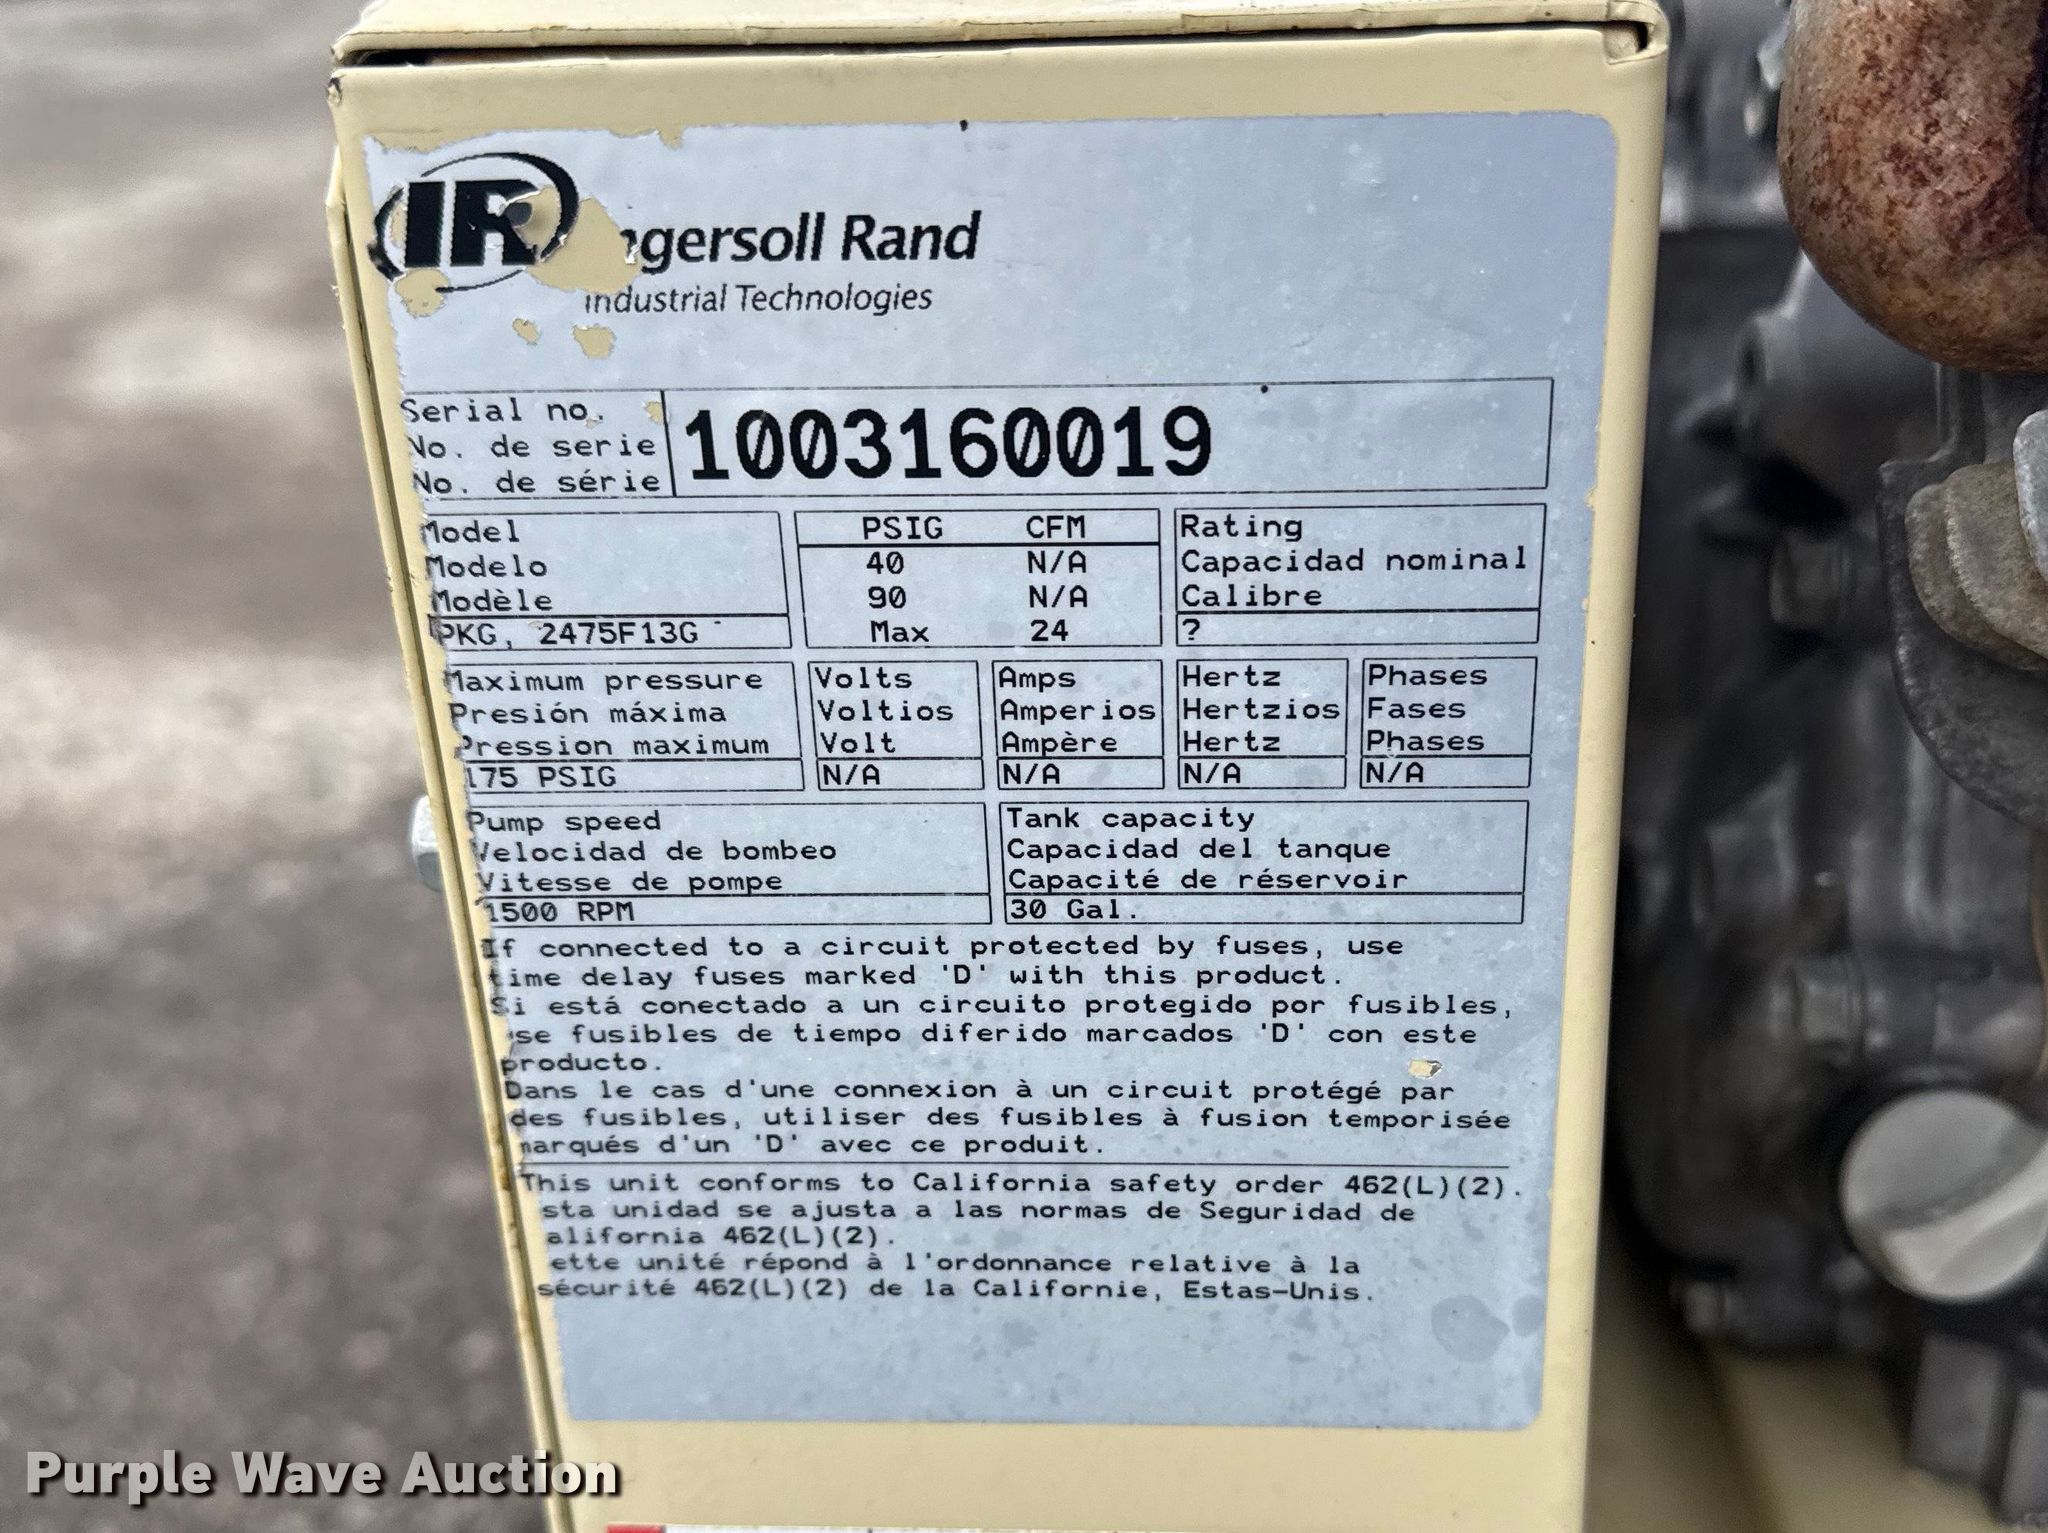 IR
ngersoll Rand
Industrial Technologies
Serial no.
No. de serie
No. de série
1003160019
Model
Modelo
Modèle
PKG, 2475F13G
PSIG CFM
40 N/A
90 N/A
Max 24
Rating
Capacidad nominal
Calibre
?
Maximum pressure
Presión máxima
Pression maximum
175 PSIG
Volts
Voltios
Volt
N/A
Amps
Amperios
Ampère
N/A
Hertz
Hertzios
Hertz
N/A
Phases
Fases
Phases
N/A
Pump speed
Velocidad de bombeo
Vitesse de pompe
1500 RPM
Tank capacity
Capacidad del tanque
Capacité de réservoir
30 Gal.
If connected to a circuit protected by fuses, use
time delay fuses marked 'D' with this product.
Si está conectado a un circuito protegido por fusibles,
use fusibles de tiempo diferido marcados 'D' con este
producto.
Dans le cas d'une connexion à un circuit protégé par
des fusibles, utiliser des fusibles à fusion temporisée
marqués d'un 'D' avec ce produit.
This unit conforms to California safety order 462(L)(2).
sta unidad se ajusta a las normas de Seguridad de
alifornia 462(L)(2).
ette unité répond à l'ordonnance relative à la
sécurité 462(L)(2) de la Californie, Estas-Unis.
Purple Wave Auction